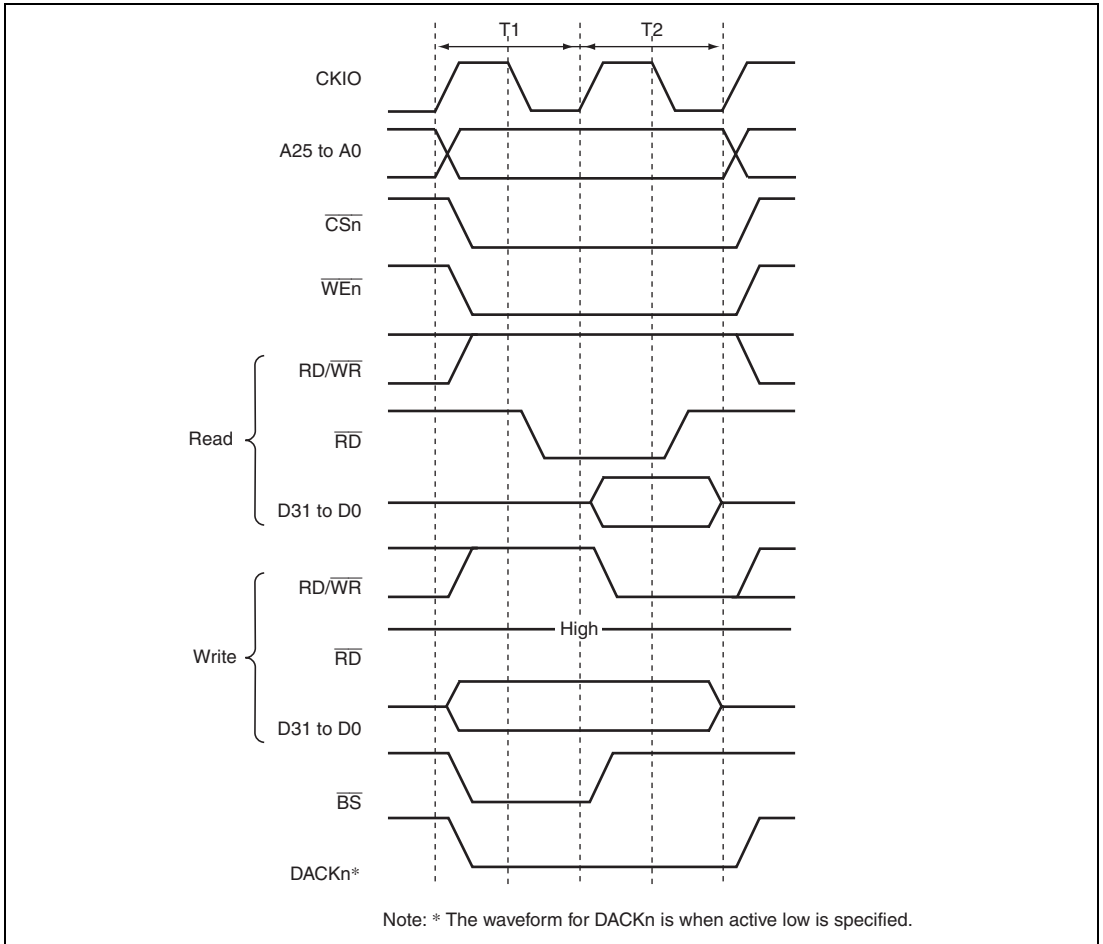 T1 T2
CKIO
A25 to A0
CSn
WEn
RD/WR
Read
RD
D31 to D0
RD/WR
High
Write
RD
D31 to D0
BS
DACKn*
Note: * The waveform for DACKn is when active low is specified.